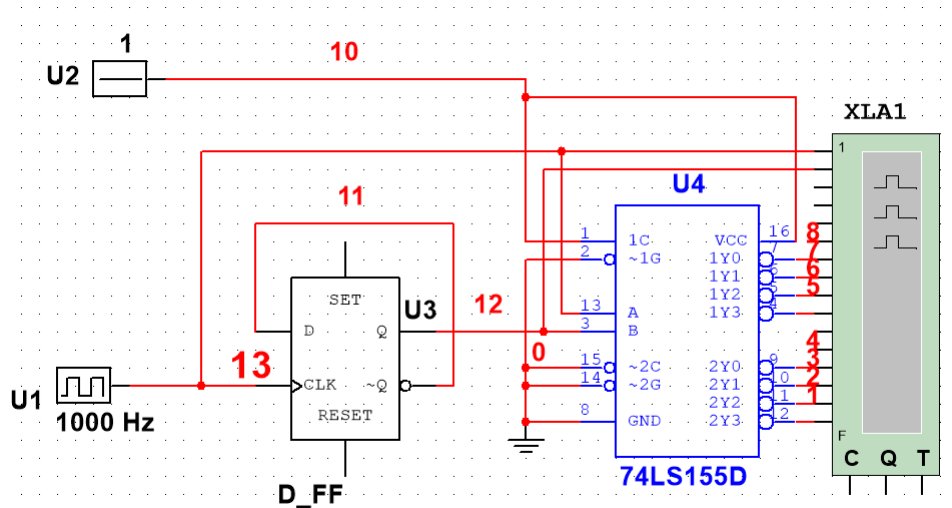 1
10
U2
XLA1
1
11
U4
8
1 1C VCC 16
2 ~1G 1Y0 7 7
1Y1 6 6
1Y2 5 5
13 A 1Y3 4
3 B
SET
U3
12
D Q
0
4
15 ~2C 2Y0 9 3
14 ~2G 2Y1 10 2
2Y2 11 1
8 GND 2Y3 12
13
CLK ~Q
U1
1000 Hz
RESET
F
C Q T
74LS155D
D_FF